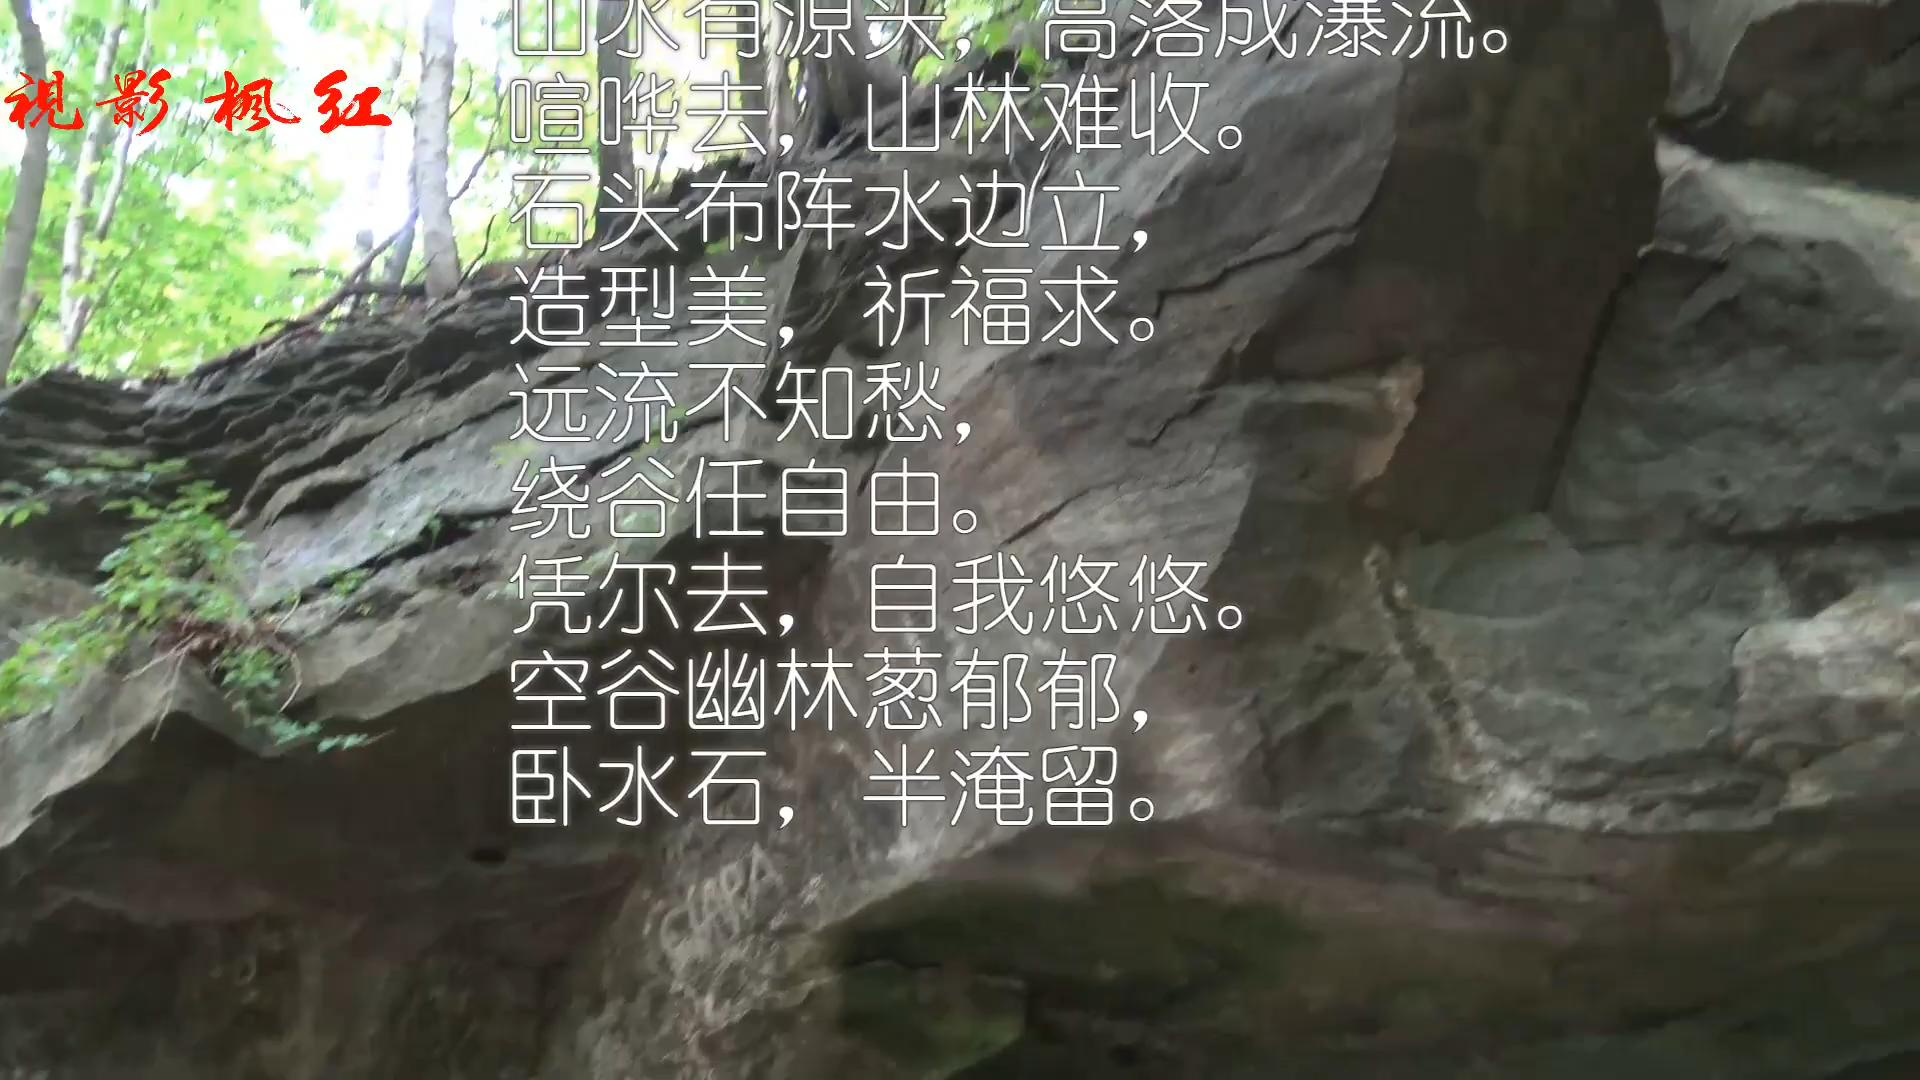 山水有源头，高落成瀑流。
視影楓红
喧哗去，山林难收。
石头布阵水边立，
造型美，祈福求。
远流不知愁，
绕谷任自由。
凭尔去，自我悠悠。
空谷幽林葱郁郁，
卧水石，半淹留。
CLARA